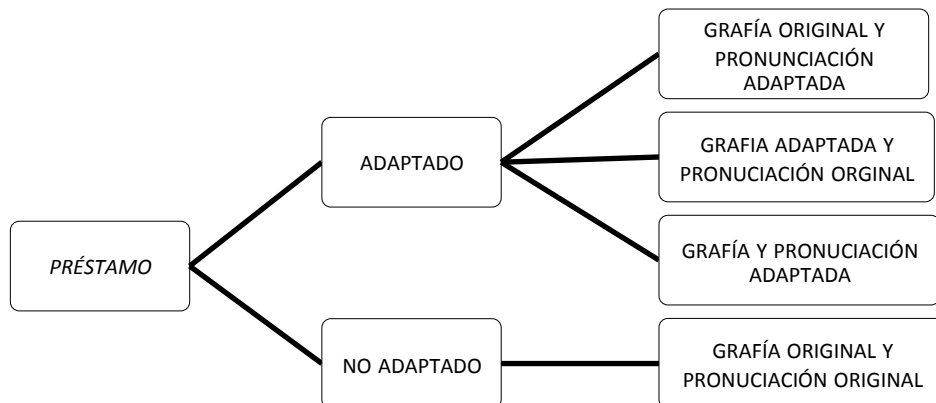 GRAFÍA ORIGINAL Y
PRONUNCIACIÓN
ADAPTADA
ADAPTADO
GRAFIA ADAPTADA Y
PRONUCIACIÓN ORGINAL
PRÉSTAMO
GRAFÍA Y PRONUCIACIÓN
ADAPTADA
NO ADAPTADO
GRAFÍA ORIGINAL Y
PRONUCIACIÓN ORIGINAL